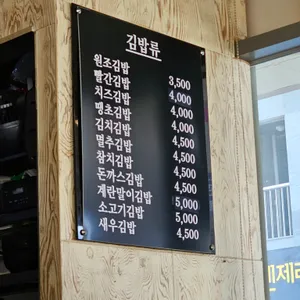 김밥류
원조김밥 3,500
빨간김밥 4,000
치즈김밥 4,000
땡초김밥 4,000
김치김밥 4,500
멸추김밥 4,500
참치김밥 4,500
돈까스김밥 4,500
계란말이김밥 5,000
소고기김밥 5,000
새우김밥 4,500